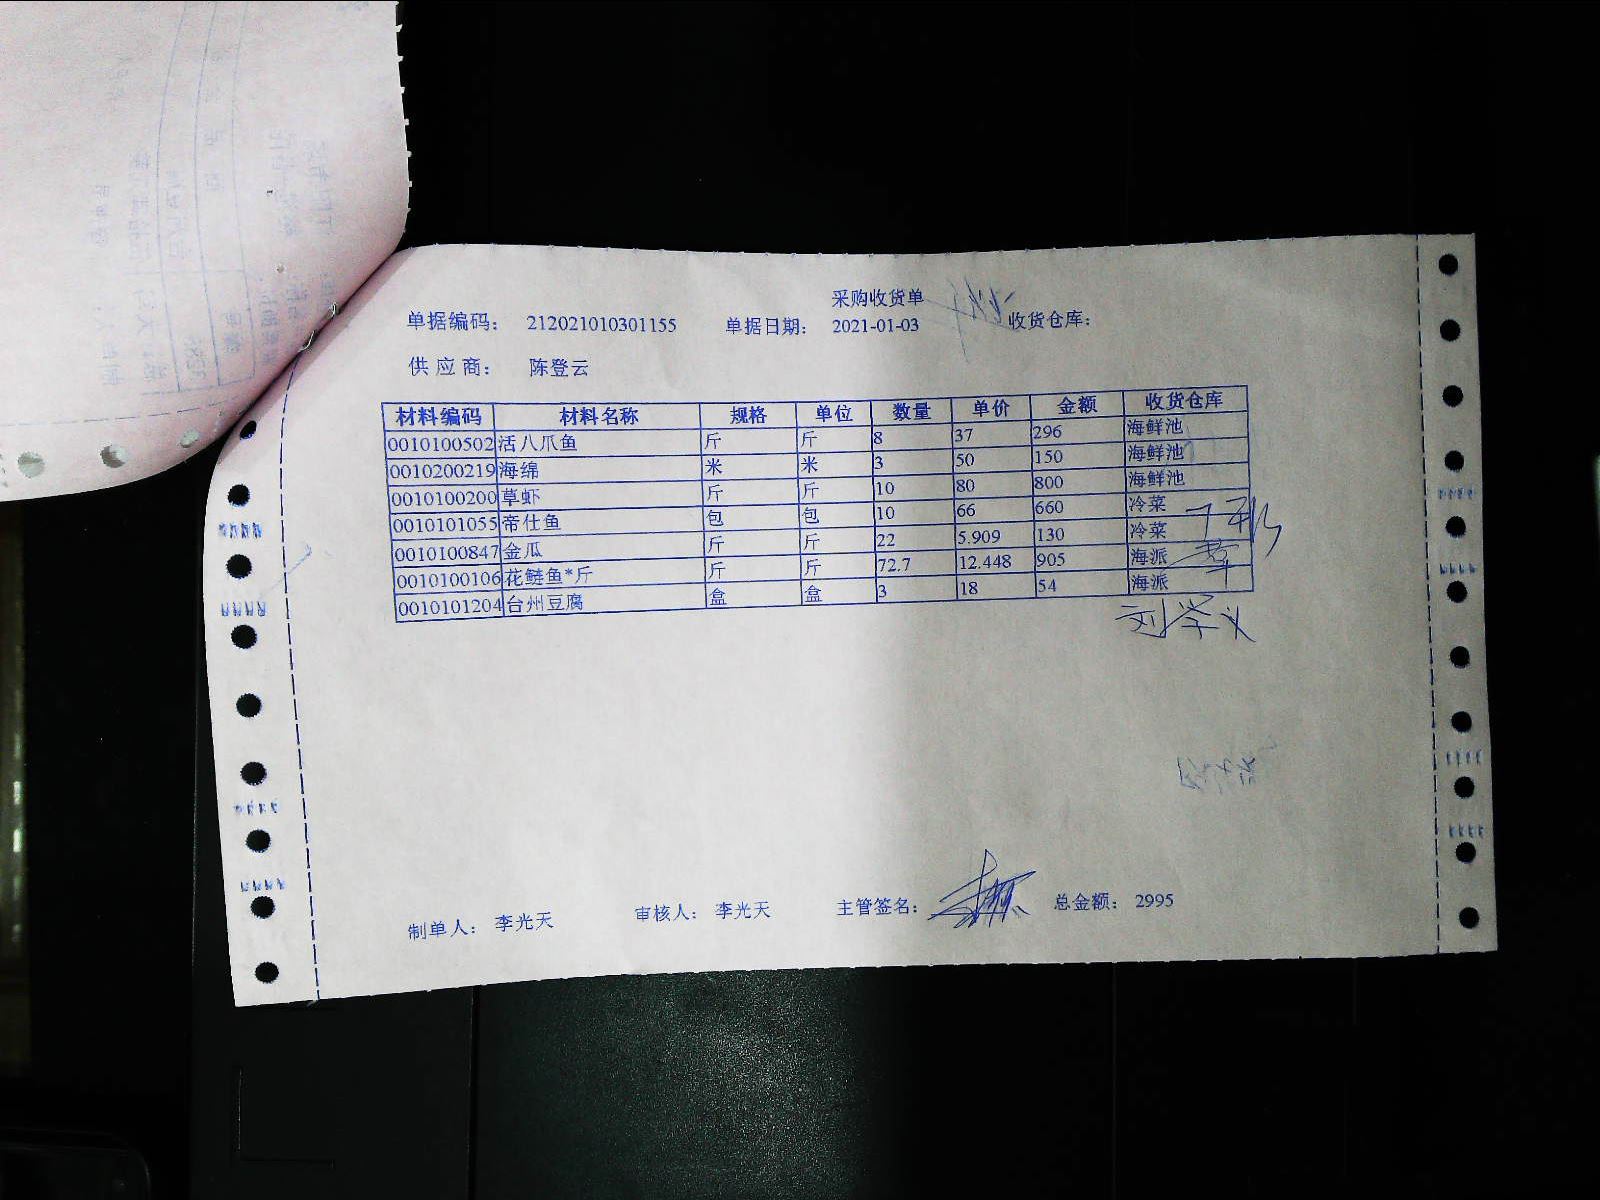 采购收货单
单据编码： 212021010301155 单据日期： 2021-01-03 收货仓库：
供 应 商： 陈登云
材料编码 材料名称 规格 单位 数量 单价 金额 收货仓库
0010100502 活八爪鱼 斤 斤 8 37 296 海鲜池
0010200219 海绵 米 米 3 50 150 海鲜池
0010100200 草虾 斤 斤 10 80 800 海鲜池
0010101055 帝仕鱼 包 包 10 66 660 冷菜
0010100847 金瓜 斤 斤 22 5.909 130 冷菜
0010100106 花鲢鱼*斤 斤 斤 72.7 12.448 905 海派
0010101204 台州豆腐 盒 盒 3 18 54 海派
制单人： 李光天 审核人： 李光天 主管签名： 总金额： 2995